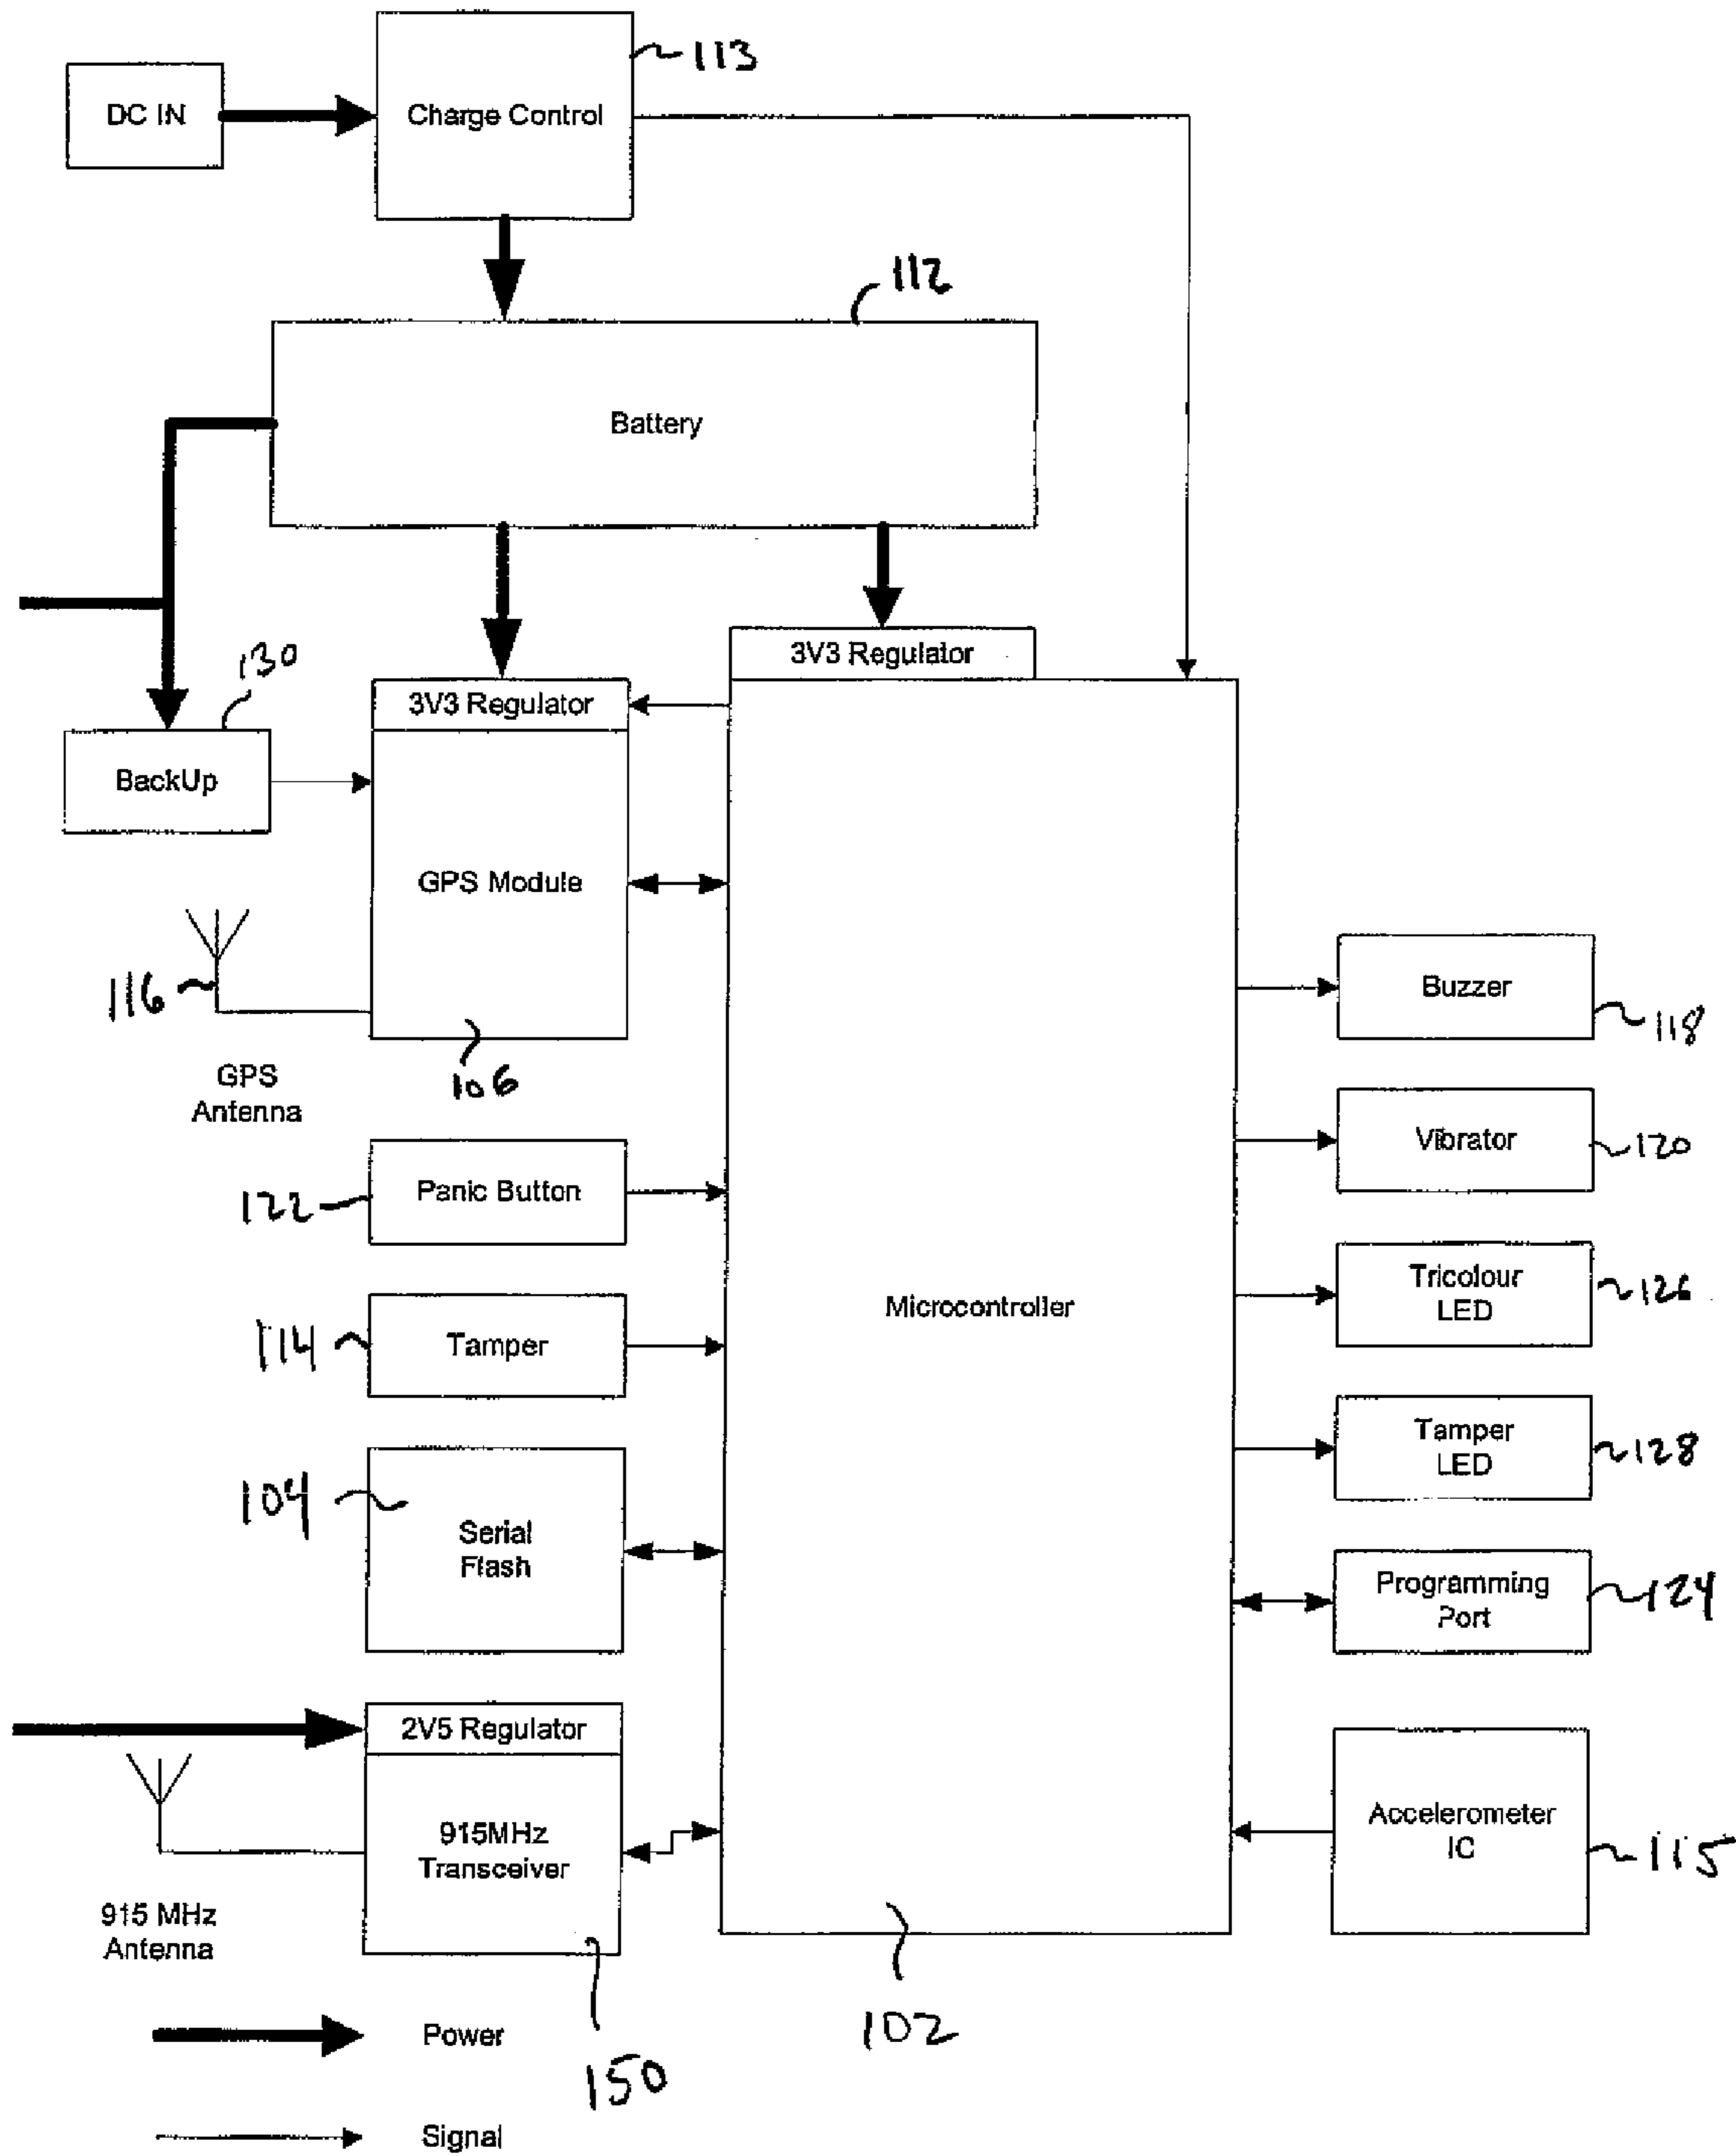 113
DC IN
Charge Control
112
Battery
130
3V3 Regulator
3V3 Regulator
BackUp
GPS Module
116
106
GPS
Antenna
Buzzer
118
Vibrator
120
122
Panic Button
Tricolour
LED
126
Microcontroller
114
Tamper
Tamper
LED
128
104
Serial
Flash
Programming
Port
124
2V5 Regulator
915MHz
Transceiver
Accelerometer
IC
115
915 MHz
Antenna
102
Power
150
Signal